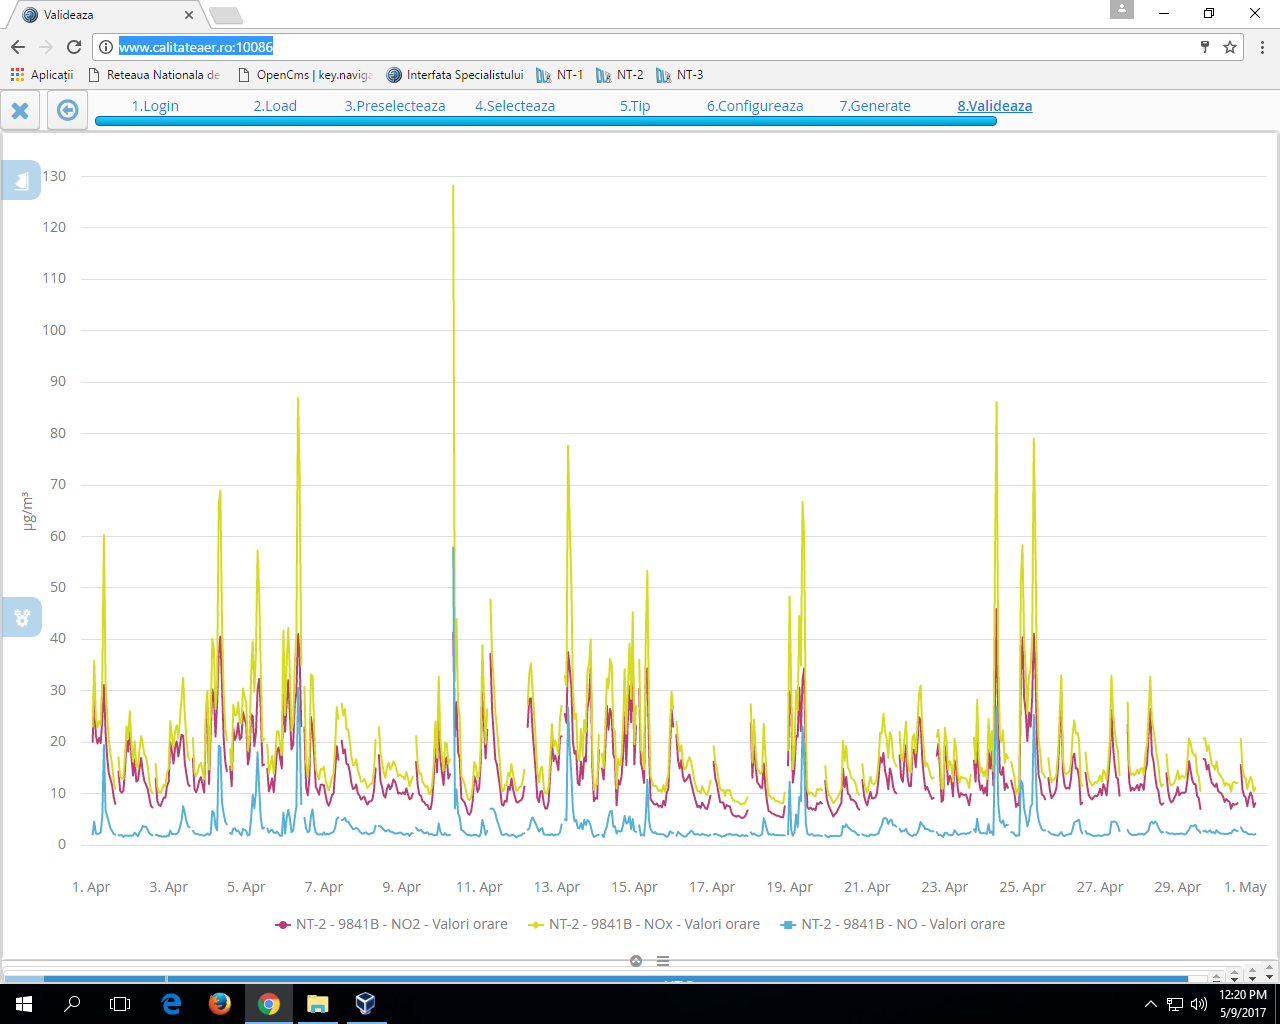 Valideaza
www.calitateaer.ro:10086
Aplicații
Reteaua Nationala de
OpenCms | key.naviga
Interfata Specialistului
NT-1
NT-2
NT-3
1.Login
2.Load
3.Preselecteaza
4.Selecteaza
5.Tip
6.Configureaza
7.Generate
8.Valideaza
130
120
110
100
90
80
70
60
50
40
30
20
10
0
µg/m³
1. Apr
3. Apr
5. Apr
7. Apr
9. Apr
11. Apr
13. Apr
15. Apr
17. Apr
19. Apr
21. Apr
23. Apr
25. Apr
27. Apr
29. Apr
1. May
NT-2 - 9841B - NO2 - Valori orare
NT-2 - 9841B - NOx - Valori orare
NT-2 - 9841B - NO - Valori orare
12:20 PM
5/9/2017